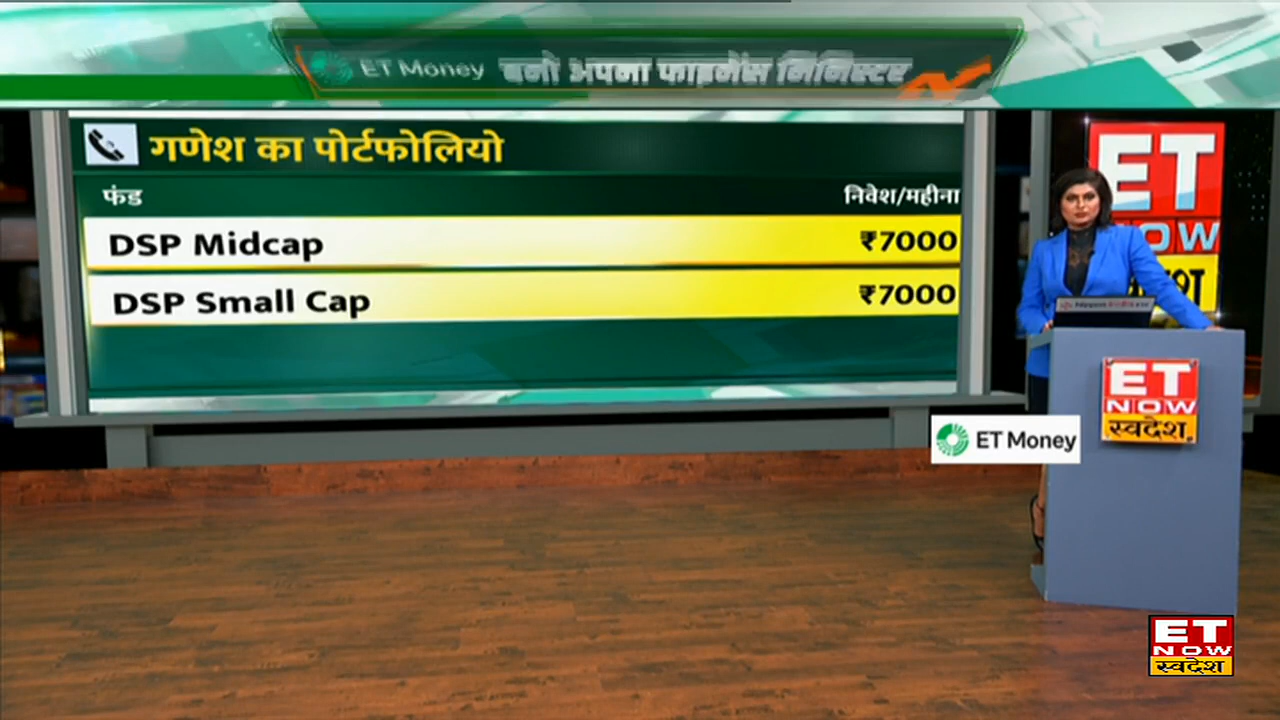 ET Money बनो अपना फाइनेंस मिनिस्टर
गणेश का पोर्टफोलियो
फंड निवेश/महीना
DSP Midcap ₹7000
DSP Small Cap ₹7000
ET
NOW
ET
NOW
स्वदेश
ET Money
ET
NOW
स्वदेश